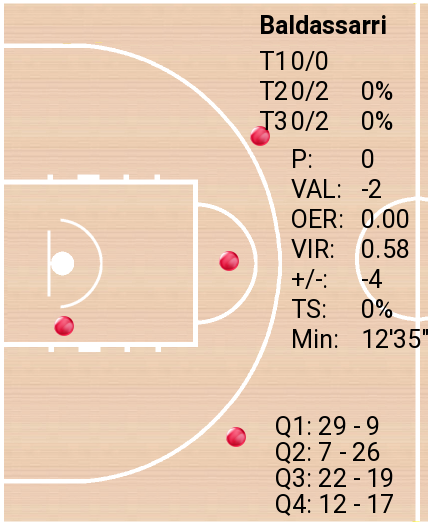 Baldassarri
T1 0/0
T2 0/2 0%
T3 0/2 0%
P: 0
VAL: -2
OER: 0.00
VIR: 0.58
+/-: -4
TS: 0%
Min: 12'35"
Q1: 29 - 9
Q2: 7 - 26
Q3: 22 - 19
Q4: 12 - 17